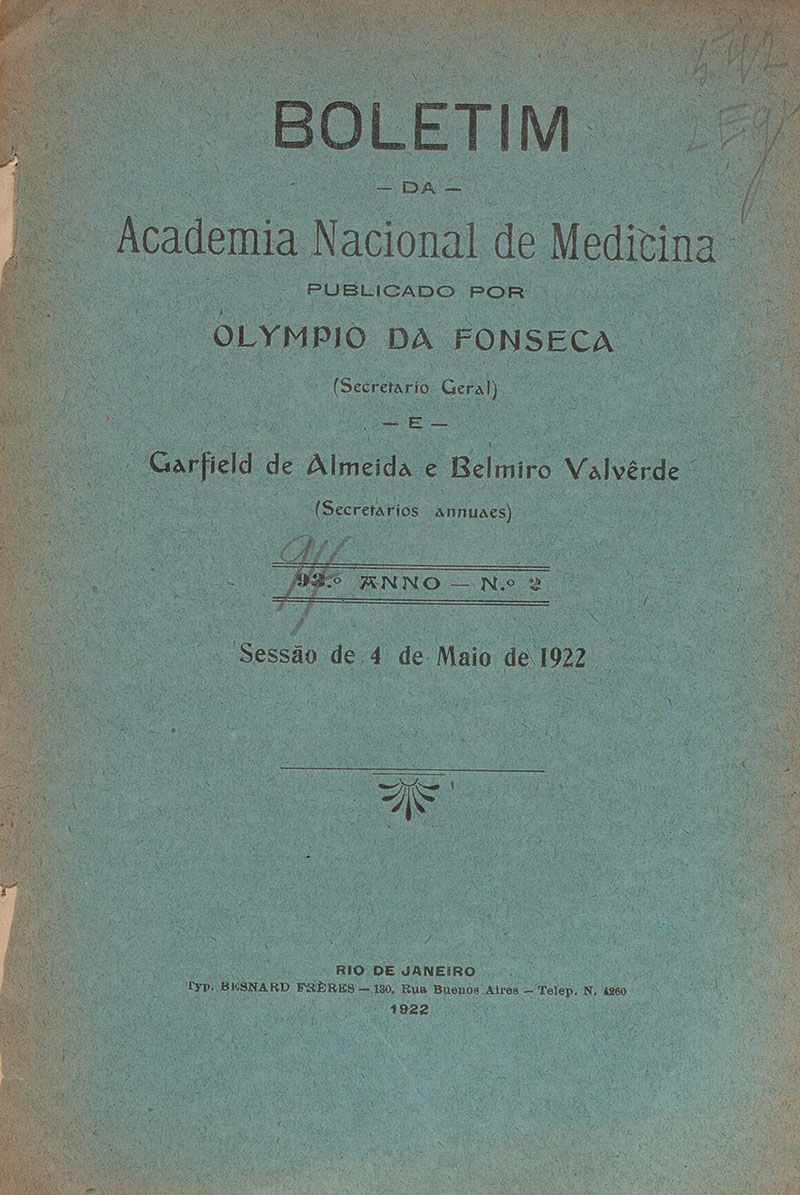 BOLETIM
— DA —
Academia Nacional de Medicina
PUBLICADO POR
OLYMPIO DA FONSECA
(Secretario Geral)
— E —
Garfield de Almeida e Belmiro Valvêrde
(Secretarios annuaes)
94
93.º ANNO — N.º 2
Sessão de 4 de Maio de 1922
RIO DE JANEIRO
Typ. BESNARD FRÈRES — 130, Rua Buenos Aires — Telep. N. 4260
1922